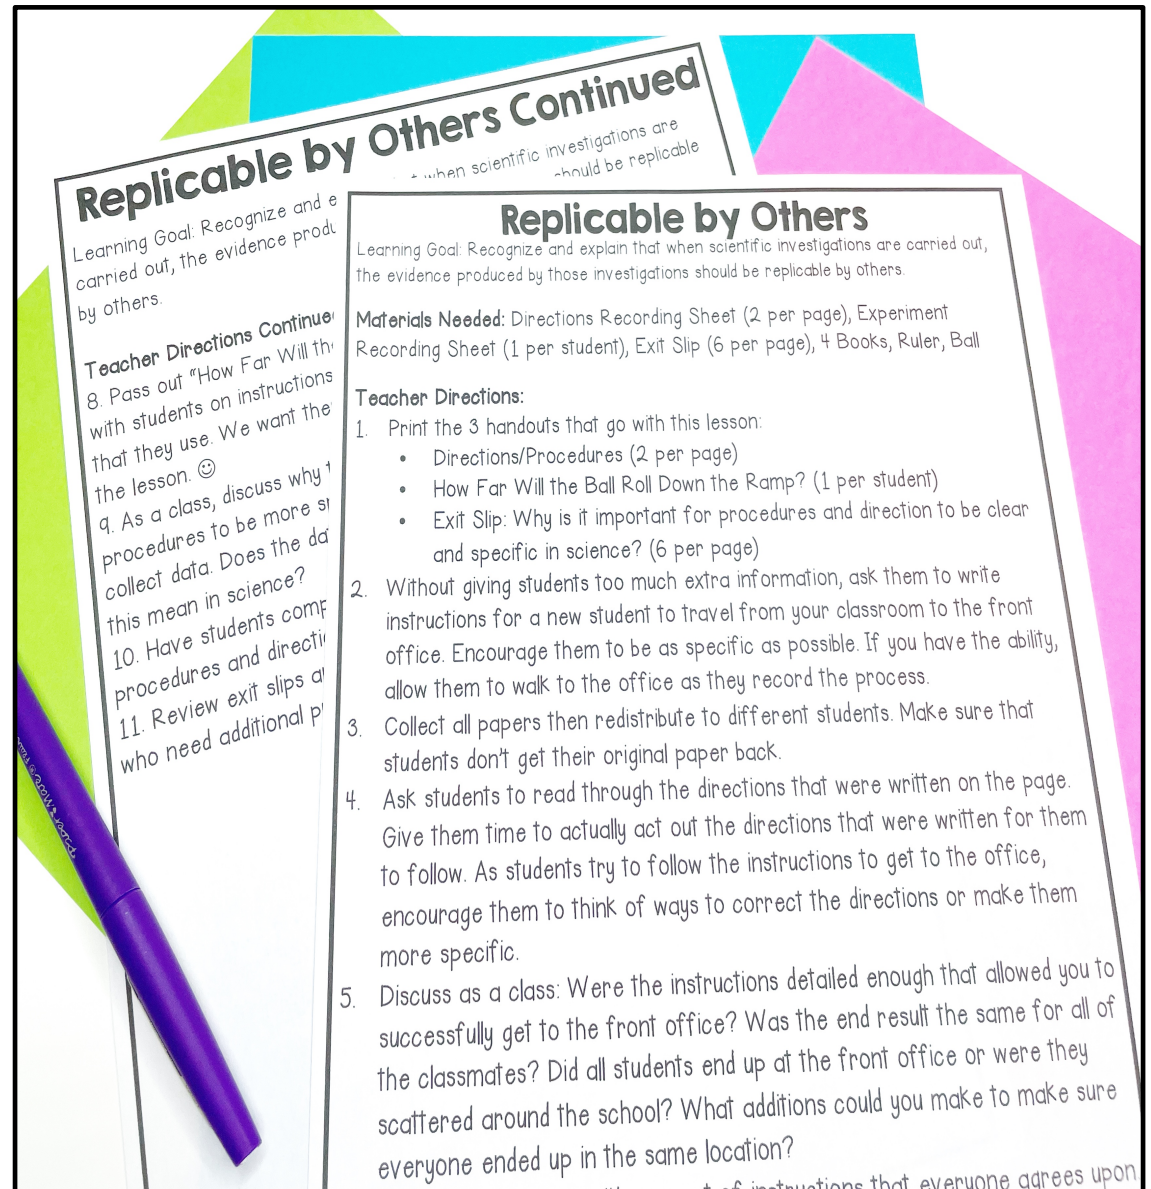 Replicable by Others Continued
Learning Goal: Recognize and
when scientific investigations are
carried out, the evidence
should be replicable
by others.
Teacher Directions
8. Pass out "How Far Will
with students on instructions
that they use. We want
the lesson. ☺
9. As a class, discuss why
procedures to be more
collect data. Does the
this mean in science?
10. Have students
procedures and
11. Review exit slips
who need additional
Replicable by Others
Learning Goal: Recognize and explain that when scientific investigations are carried out,
the evidence produced by those investigations should be replicable by others.
Materials Needed: Directions Recording Sheet (2 per page), Experiment
Recording Sheet (1 per student), Exit Slip (6 per page), 4 Books, Ruler, Ball
Teacher Directions:
1. Print the 3 handouts that go with this lesson:
• Directions/Procedures (2 per page)
• How Far Will the Ball Roll Down the Ramp? (1 per student)
• Exit Slip: Why is it important for procedures and direction to be clear
and specific in science? (6 per page)
2. Without giving students too much extra information, ask them to write
instructions for a new student to travel from your classroom to the front
office. Encourage them to be as specific as possible. If you have the ability,
allow them to walk to the office as they record the process.
3. Collect all papers then redistribute to different students. Make sure that
students don't get their original paper back.
4. Ask students to read through the directions that were written on the page.
Give them time to actually act out the directions that were written for them
to follow. As students try to follow the instructions to get to the office,
encourage them to think of ways to correct the directions or make them
more specific.
5. Discuss as a class: Were the instructions detailed enough that allowed you to
successfully get to the front office? Was the end result the same for all of
the classmates? Did all students end up at the front office or were they
scattered around the school? What additions could you make to make sure
everyone ended up in the same location?
of instructions that everyone agrees upon
Paper Mate